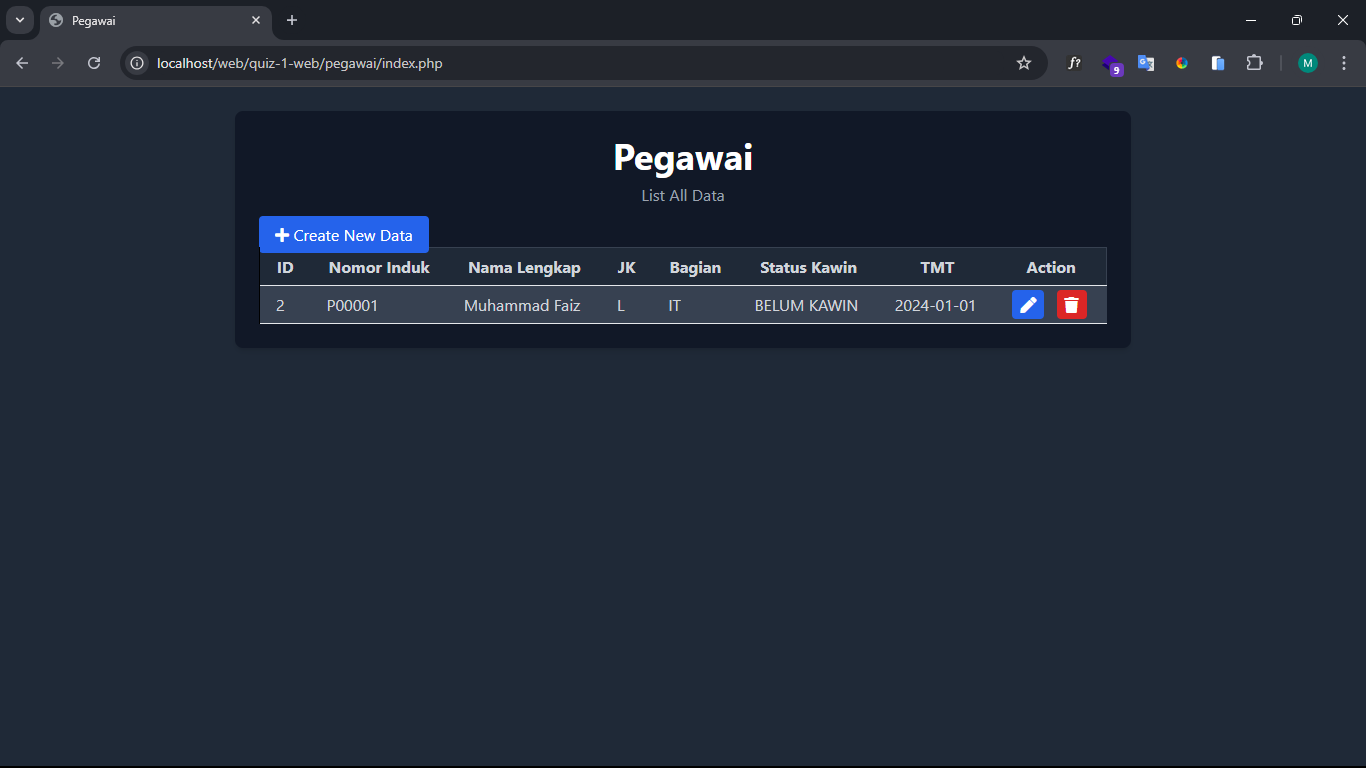 Pegawai
localhost/web/quiz-1-web/pegawai/index.php
f?
9
G
M
Pegawai
List All Data
Create New Data
ID Nomor Induk Nama Lengkap JK Bagian Status Kawin TMT Action
2 P00001 Muhammad Faiz L IT BELUM KAWIN 2024-01-01